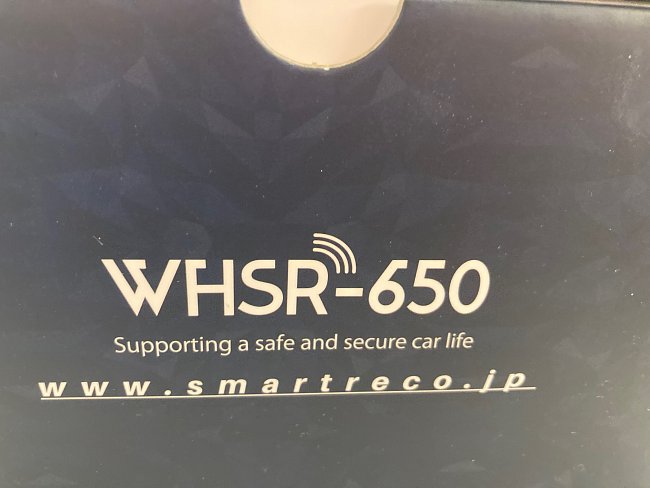 WHSR-650
Supporting a safe and secure car life
www.smartreco.jp